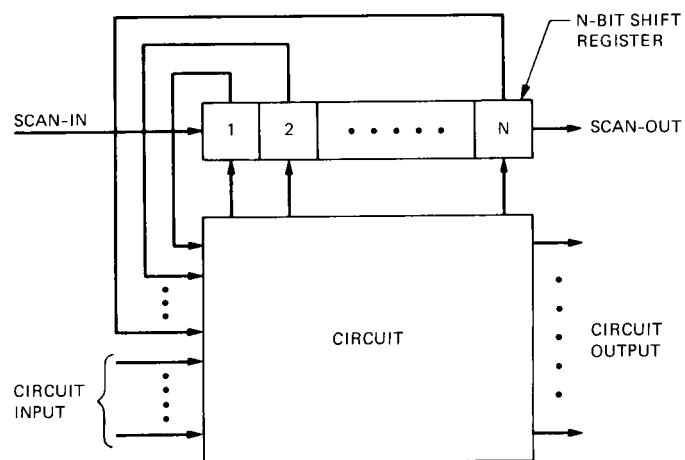 N-BIT SHIFT
REGISTER
SCAN-IN
1
2
N
SCAN-OUT
CIRCUIT
CIRCUIT
OUTPUT
CIRCUIT
INPUT